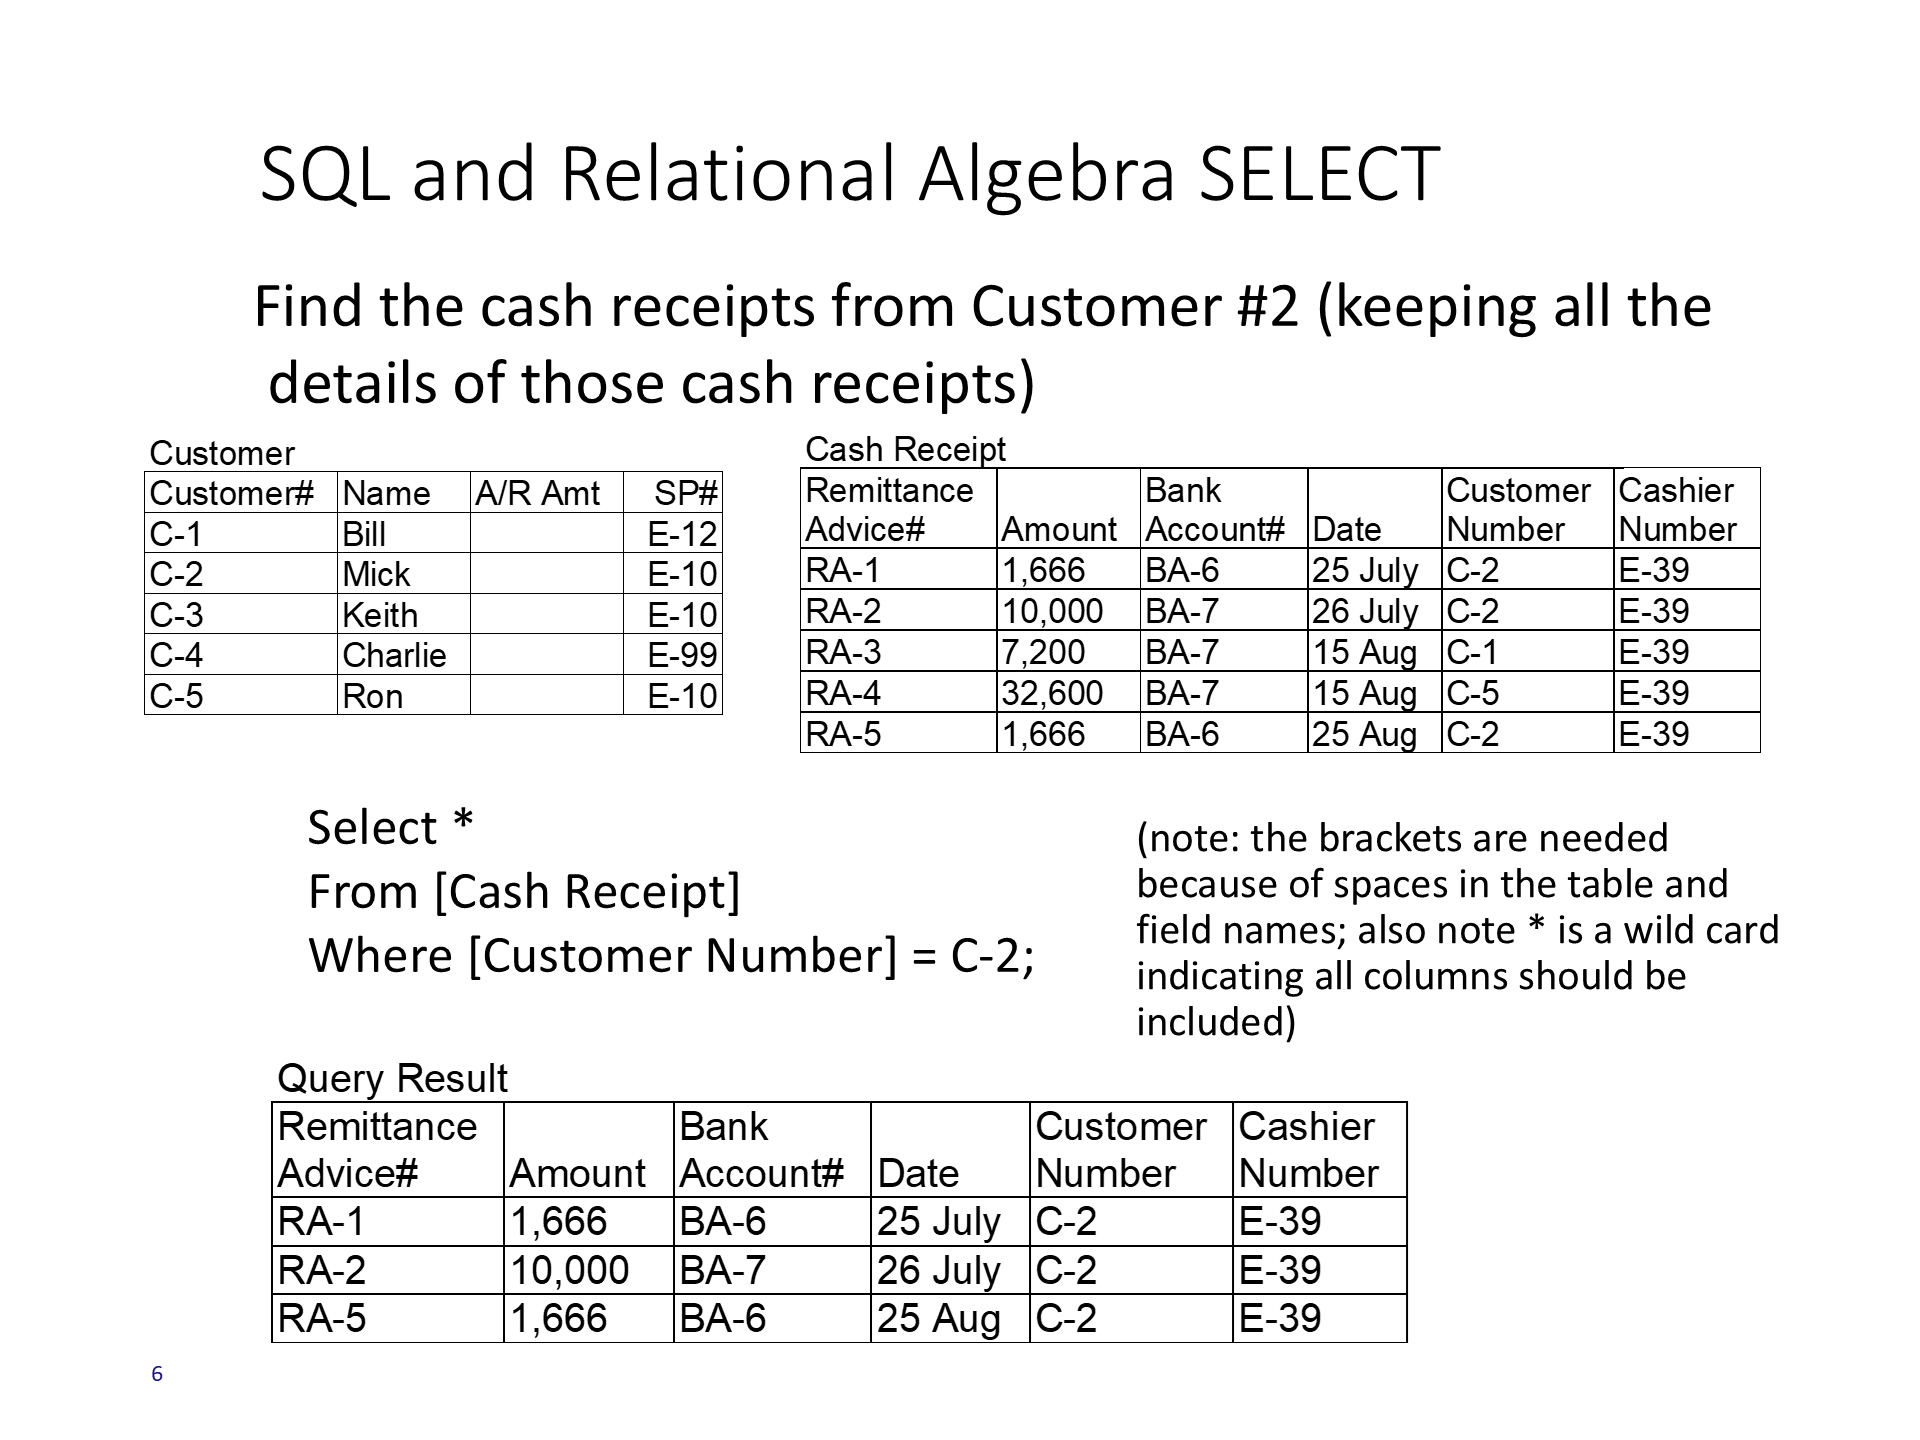 SQL and Relational Algebra SELECT
Find the cash receipts from Customer #2 (keeping all the
details of those cash receipts)
Customer
Customer# Name A/R Amt SP#
C-1 Bill E-12
C-2 Mick E-10
C-3 Keith E-10
C-4 Charlie E-99
C-5 Ron E-10
Cash Receipt
Remittance Bank Customer Cashier
Advice# Amount Account# Date Number Number
RA-1 1,666 BA-6 25 July C-2 E-39
RA-2 10,000 BA-7 26 July C-2 E-39
RA-3 7,200 BA-7 15 Aug C-1 E-39
RA-4 32,600 BA-7 15 Aug C-5 E-39
RA-5 1,666 BA-6 25 Aug C-2 E-39
Select *
From [Cash Receipt]
Where [Customer Number] = C-2;
(note: the brackets are needed
because of spaces in the table and
field names; also note * is a wild card
indicating all columns should be
included)
Query Result
Remittance Bank Customer Cashier
Advice# Amount Account# Date Number Number
RA-1 1,666 BA-6 25 July C-2 E-39
RA-2 10,000 BA-7 26 July C-2 E-39
RA-5 1,666 BA-6 25 Aug C-2 E-39
6